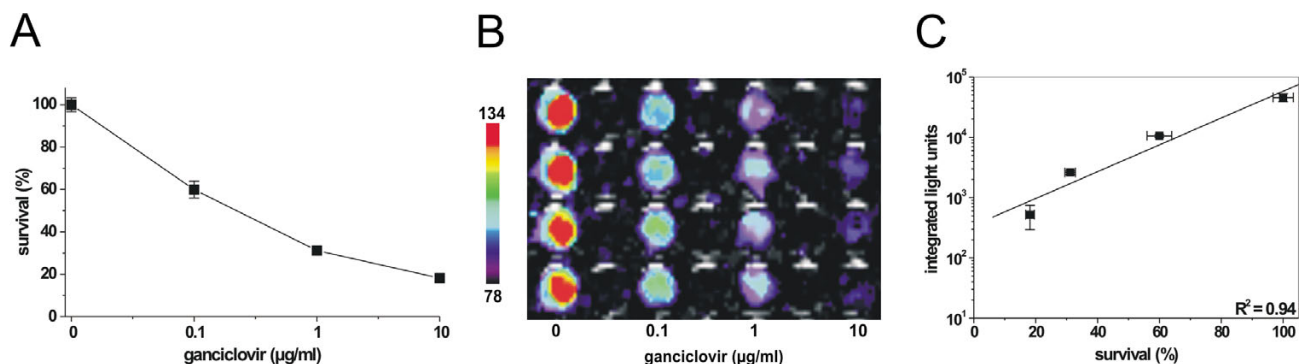 A
B
C
survival (%)
100
80
60
40
20
0
0
0.1
1
10
ganciclovir (µg/ml)
134
78
0
0.1
1
10
ganciclovir (µg/ml)
integrated light units
10^5
10^4
10^3
10^2
10^1
20
40
60
80
100
R^2 = 0.94
survival (%)